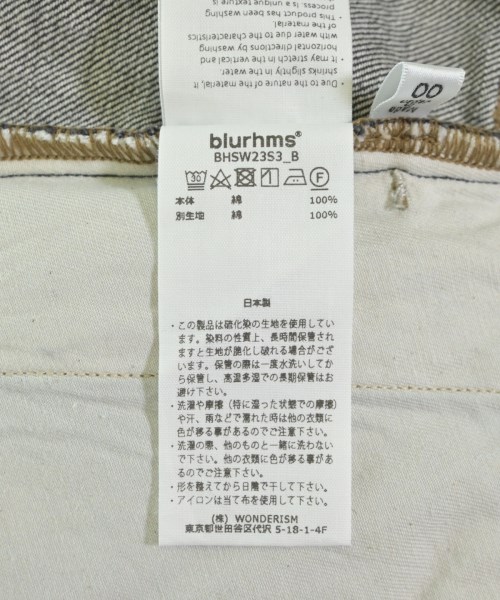 • Due to the nature of the material, it
shrinks slightly in the water.
• It may stretch in the vertical and
horizontal directions by washing
with water due to the characteristics
of the material.
• This product has been washing
process. is a unique texture
00
blurhms®
BHSW23S3_B
30
F
本体 綿 100%
別生地 綿 100%
日本製
・この製品は硫化染の生地を使用してい
ます。染料の性質上、長時間保管され
ますと生地が脆化し破れる場合がござ
います。保管の際は一度水洗いしてか
ら保管し、高温多湿での長期保管はお
避け下さい。
・洗濯や摩擦（特に湿った状態での摩擦
や汗、雨などで濡れた時は他の衣類に
色が移る事があるのでご注意下さい。
・洗濯の際、他のものと一緒に洗わない
で下さい。他の衣類に色が移る事があ
るのでご注意下さい。
・形を整えてから日陰で干して下さい。
・アイロンは当て布を使用して下さい。
（株）WONDERISM
東京都世田谷区代沢 5-18-1-4F